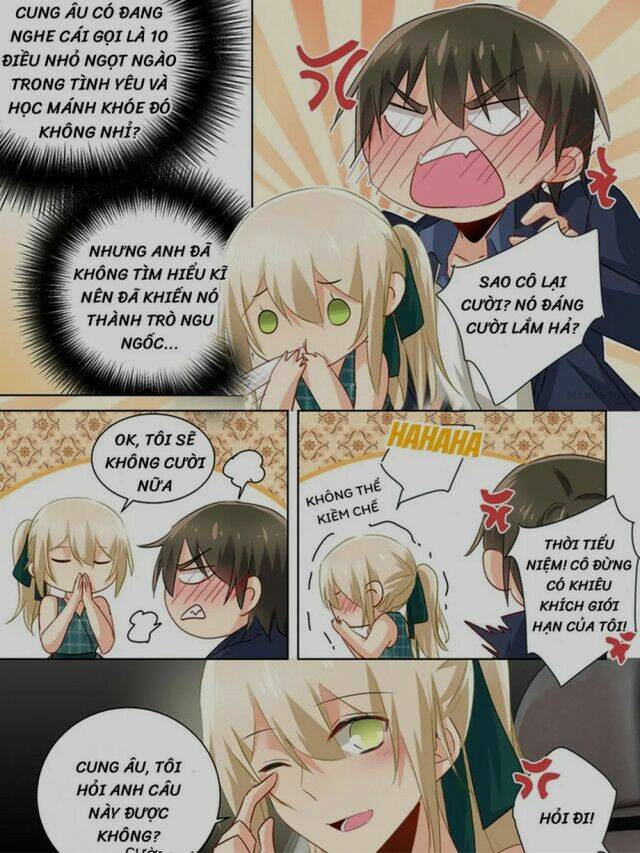 CUNG ÂU CÓ ĐANG
NGHE CÁI GỌI LÀ 10
ĐIỀU NHỎ NGỌT NGÀO
TRONG TÌNH YÊU VÀ
HỌC MÁNH KHÓE ĐÓ
KHÔNG NHỈ?
NHƯNG ANH ĐÃ
KHÔNG TÌM HIỂU KĨ
NÊN ĐÃ KHIẾN NÓ
THÀNH TRÒ NGU
NGỐC...
SAO CÔ LẠI
CƯỜI? NÓ ĐÁNG
CƯỜI LẮM HẢ?
MANGATOON
OK, TÔI SẼ
KHÔNG CƯỜI
NỮA
HAHAHA
KHÔNG THỂ
KIỀM CHẾ
THỜI TIỂU
NIỆM! CÔ ĐỪNG
CÓ KHIÊU
KHÍCH GIỚI
HẠN CỦA TÔI!
CUNG ÂU, TÔI
HỎI ANH CÂU
NÀY ĐƯỢC
KHÔNG?
CƯỜI
HỎI ĐI!